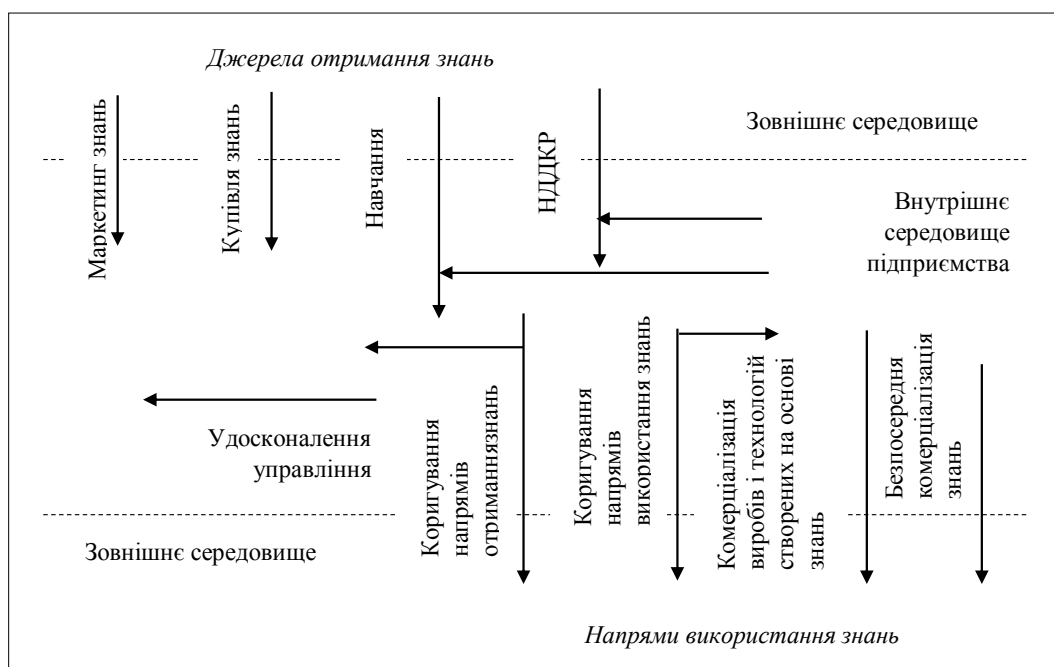 Джерела отримання знань
Маркетинг знань
Купівля знань
Навчання
НДДКР
Зовнішнє середовище
Внутрішнє
середовище
підприємства
Удосконалення
управління
Коригування
напрямів
отриманнязнань
Коригування
напрямів
використання знань
Комерціалізація
виробів і технологій
створених на основі
знань
Безпосередня
комерціалізація
знань
Зовнішнє середовище
Напрями використання знань